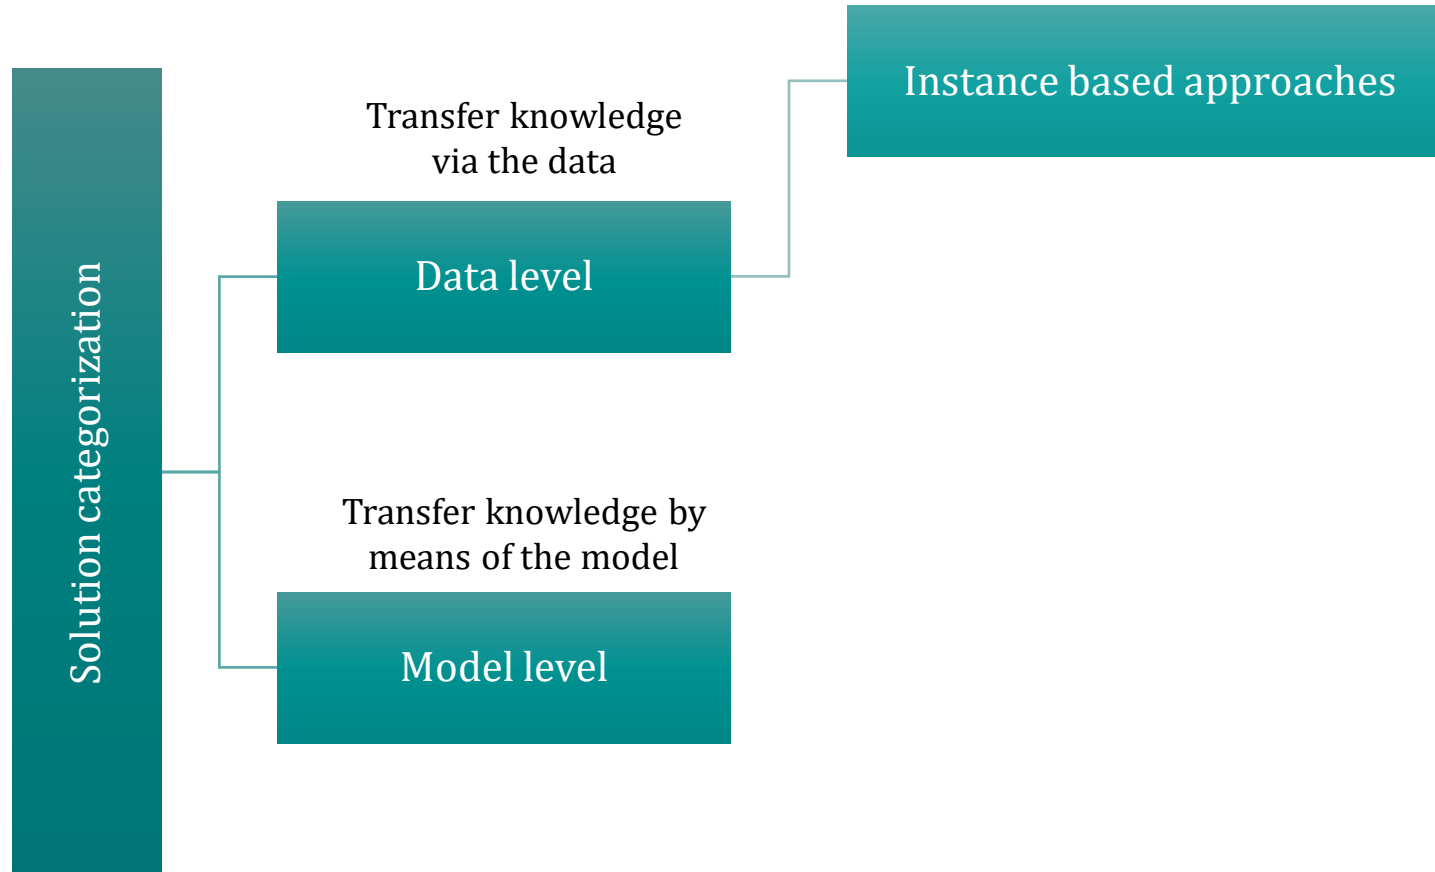 Solution categorization
Transfer knowledge
via the data
Data level
Instance based approaches
Transfer knowledge by
means of the model
Model level